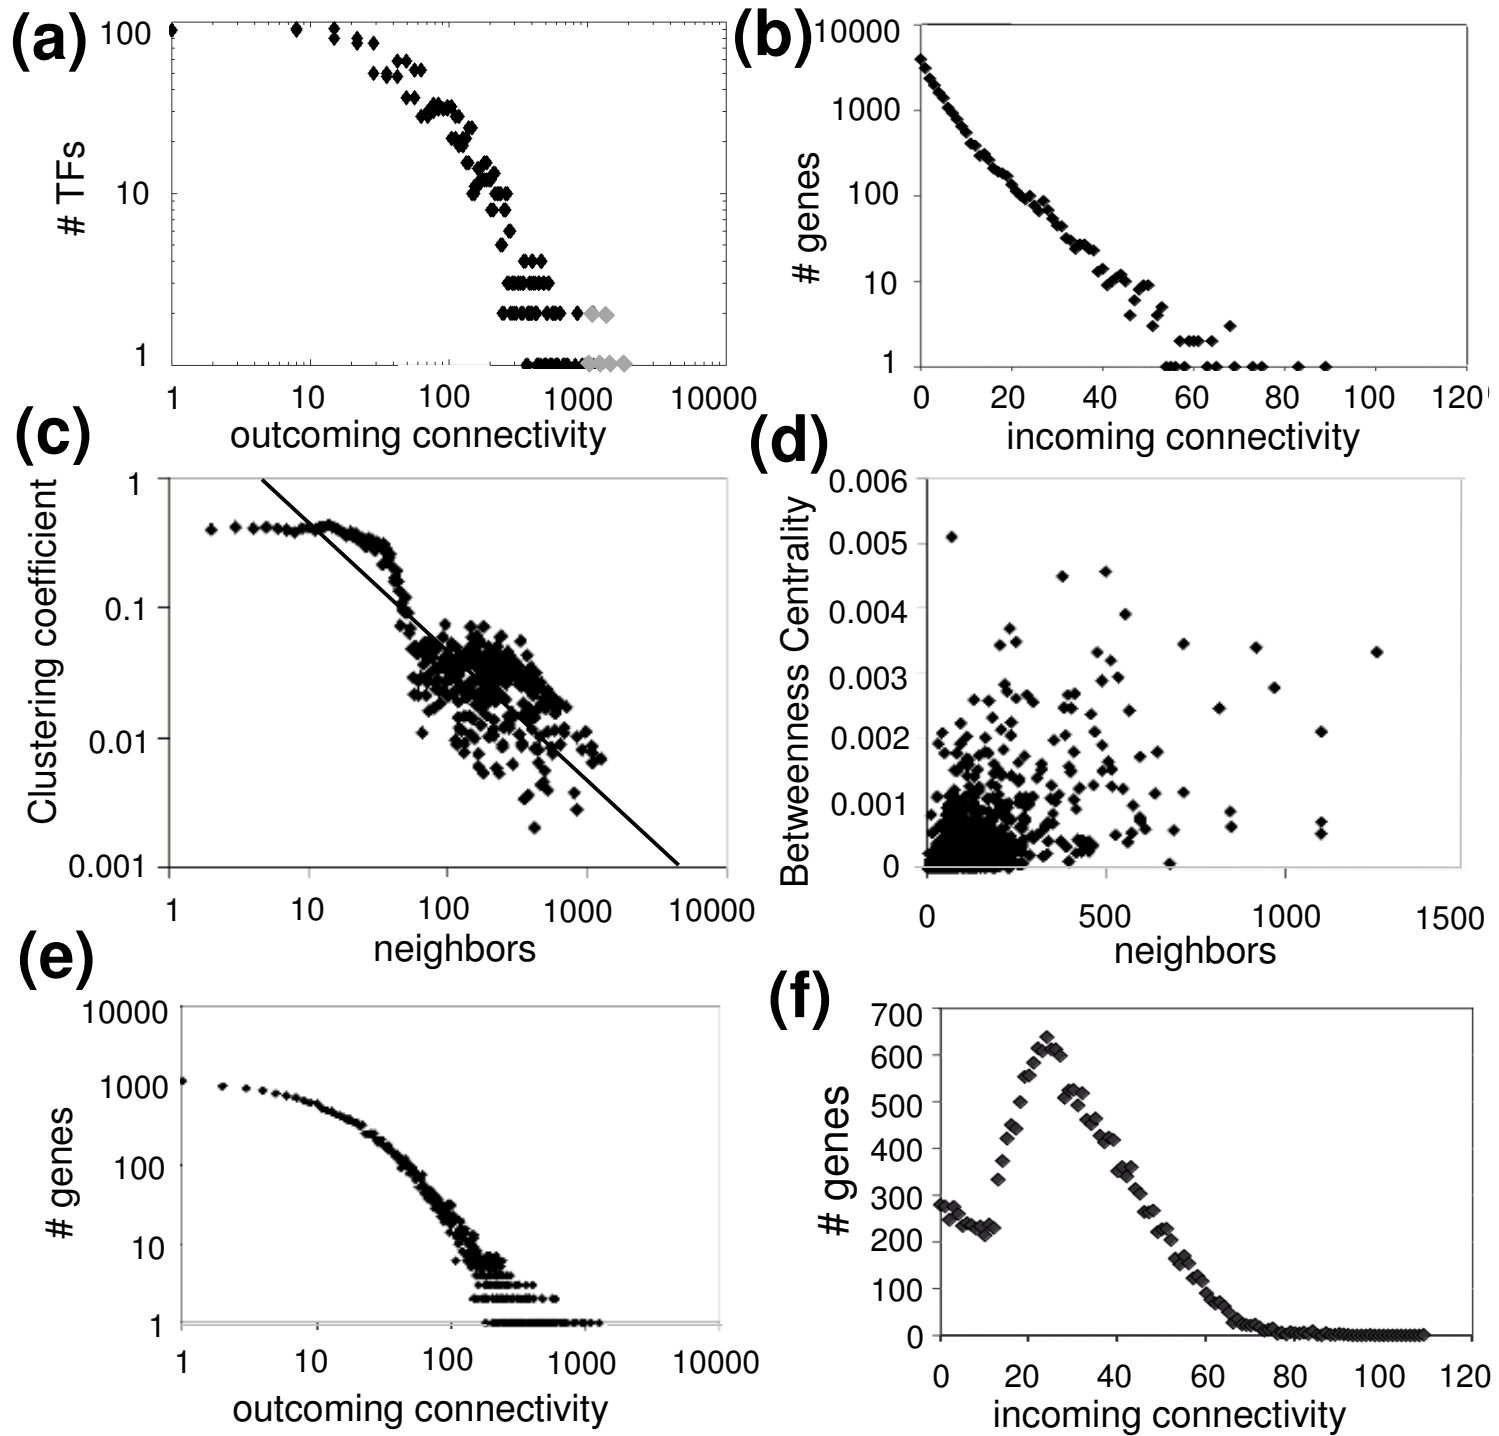 (a)
100
10
1
# TFs
1 10 100 1000 10000
outcoming connectivity
(b)
10000
1000
100
10
1
# genes
0 20 40 60 80 100 120
incoming connectivity
(c)
1
0.1
0.01
0.001
Clustering coefficient
1 10 100 1000 10000
neighbors
(d)
0.006
0.005
0.004
0.003
0.002
0.001
0
Betweenness Centrality
0 500 1000 1500
neighbors
(e)
10000
1000
100
10
1
# genes
1 10 100 1000 10000
outcoming connectivity
(f)
700
600
500
400
300
200
100
0
# genes
0 20 40 60 80 100 120
incoming connectivity